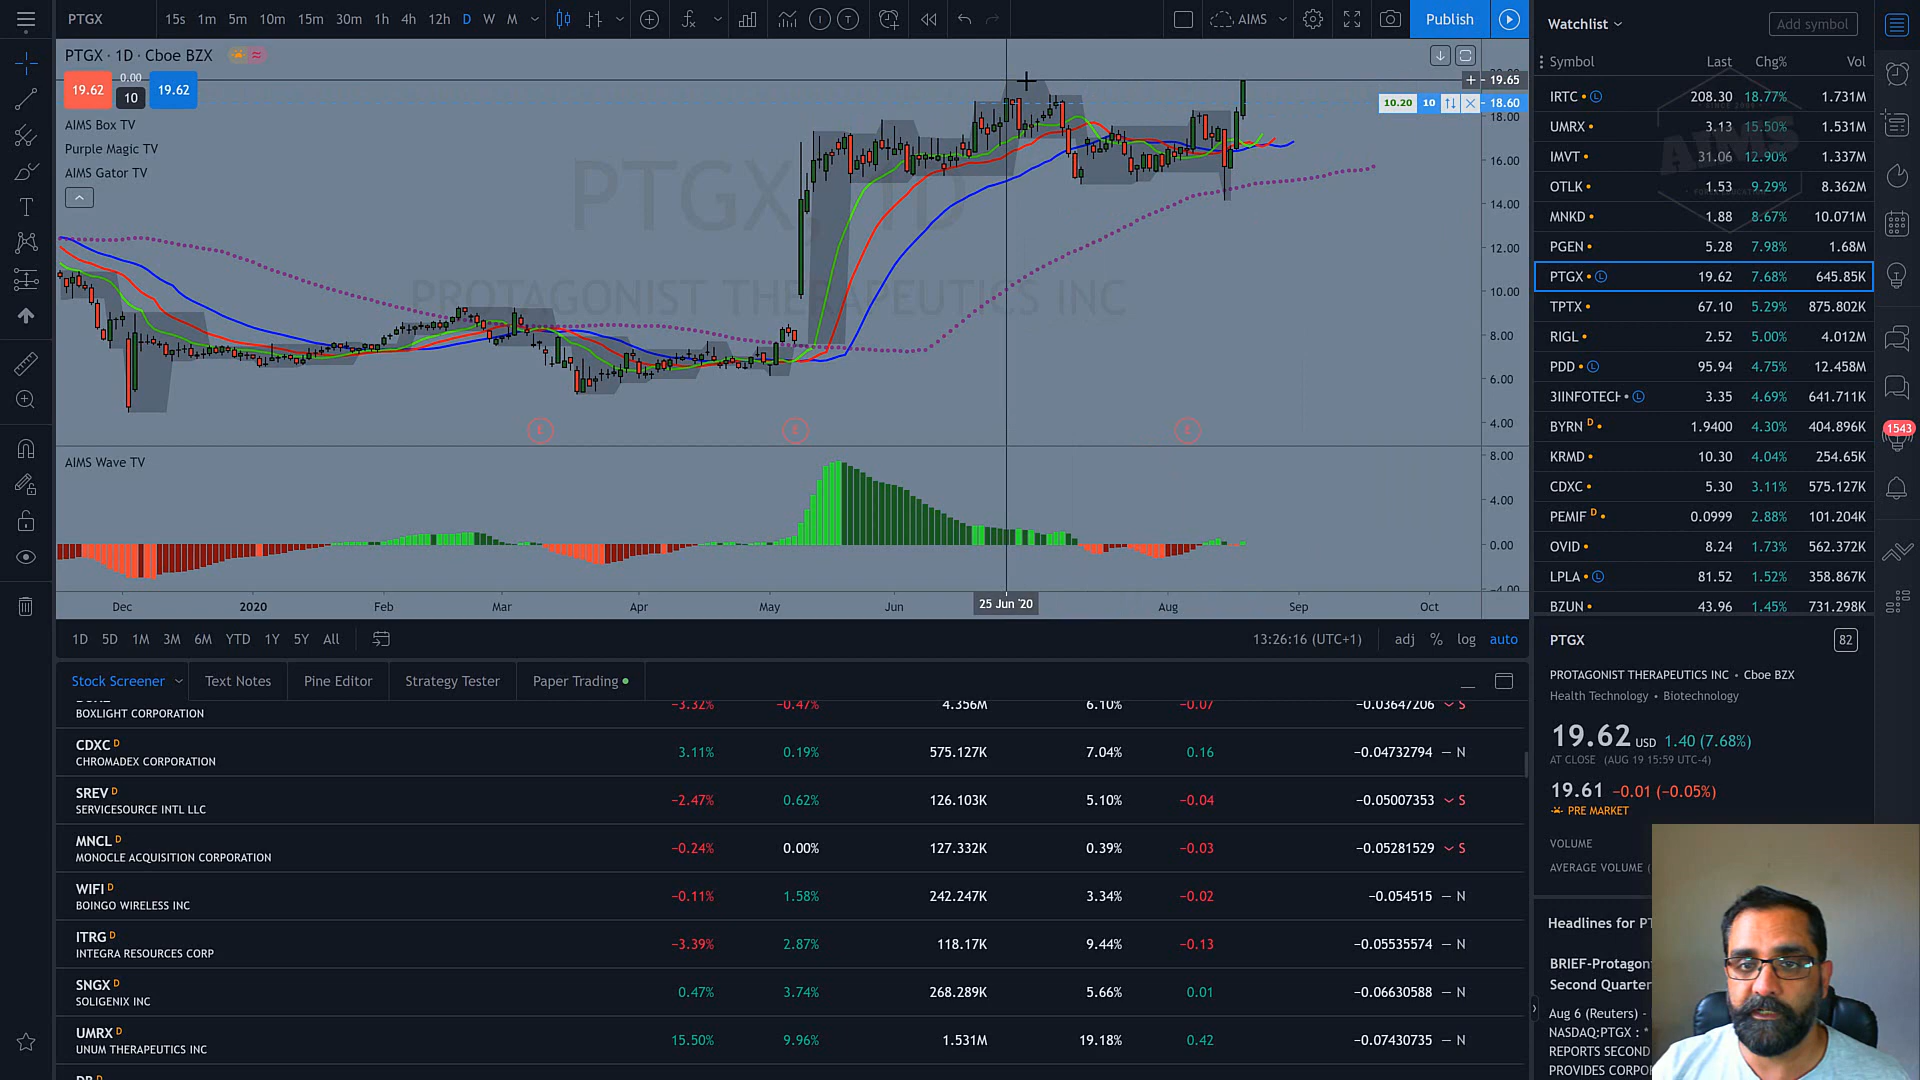 PTGX 15s 1m 5m 10m 15m 30m 1h 4h 12h D W M AIMS Publish
PTGX · 1D · Cboe BZX
19.62 0.00 10 19.62
AIMS Box TV
Purple Magic TV
AIMS Gator TV
PTGX, 1D
PROTAGONIST THERAPEUTICS INC
10.20 10
19.65
18.60
18.00
16.00
14.00
12.00
10.00
8.00
6.00
4.00
E E E
AIMS Wave TV
8.00
4.00
0.00
−4.00
Dec 2020 Feb Mar Apr May Jun 25 Jun '20 Aug Sep Oct
1D 5D 1M 3M 6M YTD 1Y 5Y All 13:26:16 (UTC+1) adj % log auto
Stock Screener Text Notes Pine Editor Strategy Tester Paper Trading
−3.32% −0.47% 4.356M 6.10% −0.07 −0.03647206 S
BOXLIGHT CORPORATION
CDXC D 3.11% 0.19% 575.127K 7.04% 0.16 −0.04732794 — N
CHROMADEX CORPORATION
SREV D −2.47% 0.62% 126.103K 5.10% −0.04 −0.05007353 S
SERVICESOURCE INTL LLC
MNCL D −0.24% 0.00% 127.332K 0.39% −0.03 −0.05281529 S
MONOCLE ACQUISITION CORPORATION
WIFI D −0.11% 1.58% 242.247K 3.34% −0.02 −0.054515 — N
BOINGO WIRELESS INC
ITRG D −3.39% 2.87% 118.17K 9.44% −0.13 −0.05535574 — N
INTEGRA RESOURCES CORP
SNGX D 0.47% 3.74% 268.289K 5.66% 0.01 −0.06630588 — N
SOLIGENIX INC
UMRX D 15.50% 9.96% 1.531M 19.18% 0.42 −0.07430735 — N
UNUM THERAPEUTICS INC
Watchlist Add symbol
Symbol Last Chg% Vol
IRTC L 208.30 18.77% 1.731M
UMRX 3.13 15.50% 1.531M
IMVT 31.06 12.90% 1.337M
OTLK 1.53 9.29% 8.362M
MNKD 1.88 8.67% 10.071M
PGEN 5.28 7.98% 1.68M
PTGX L 19.62 7.68% 645.85K
TPTX 67.10 5.29% 875.802K
RIGL 2.52 5.00% 4.012M
PDD L 95.94 4.75% 12.458M
3IINFOTECH L 3.35 4.69% 641.711K
BYRN D 1.9400 4.30% 404.896K
KRMD 10.30 4.04% 254.65K
CDXC 5.30 3.11% 575.127K
PEMIF D 0.0999 2.88% 101.204K
OVID 8.24 1.73% 562.372K
LPLA L 81.52 1.52% 358.867K
BZUN 43.96 1.45% 731.298K
AIMS
1543
PTGX 82
PROTAGONIST THERAPEUTICS INC • Cboe BZX
Health Technology • Biotechnology
19.62 USD 1.40 (7.68%)
AT CLOSE (AUG 19 15:59 UTC-4)
19.61 −0.01 (−0.05%)
PRE MARKET
VOLUME
AVERAGE VOLUME (
Headlines for PT
BRIEF-Protagon
Second Quarter
Aug 6 (Reuters) -
NASDAQ:PTGX : *
REPORTS SECOND
PROVIDES CORPO